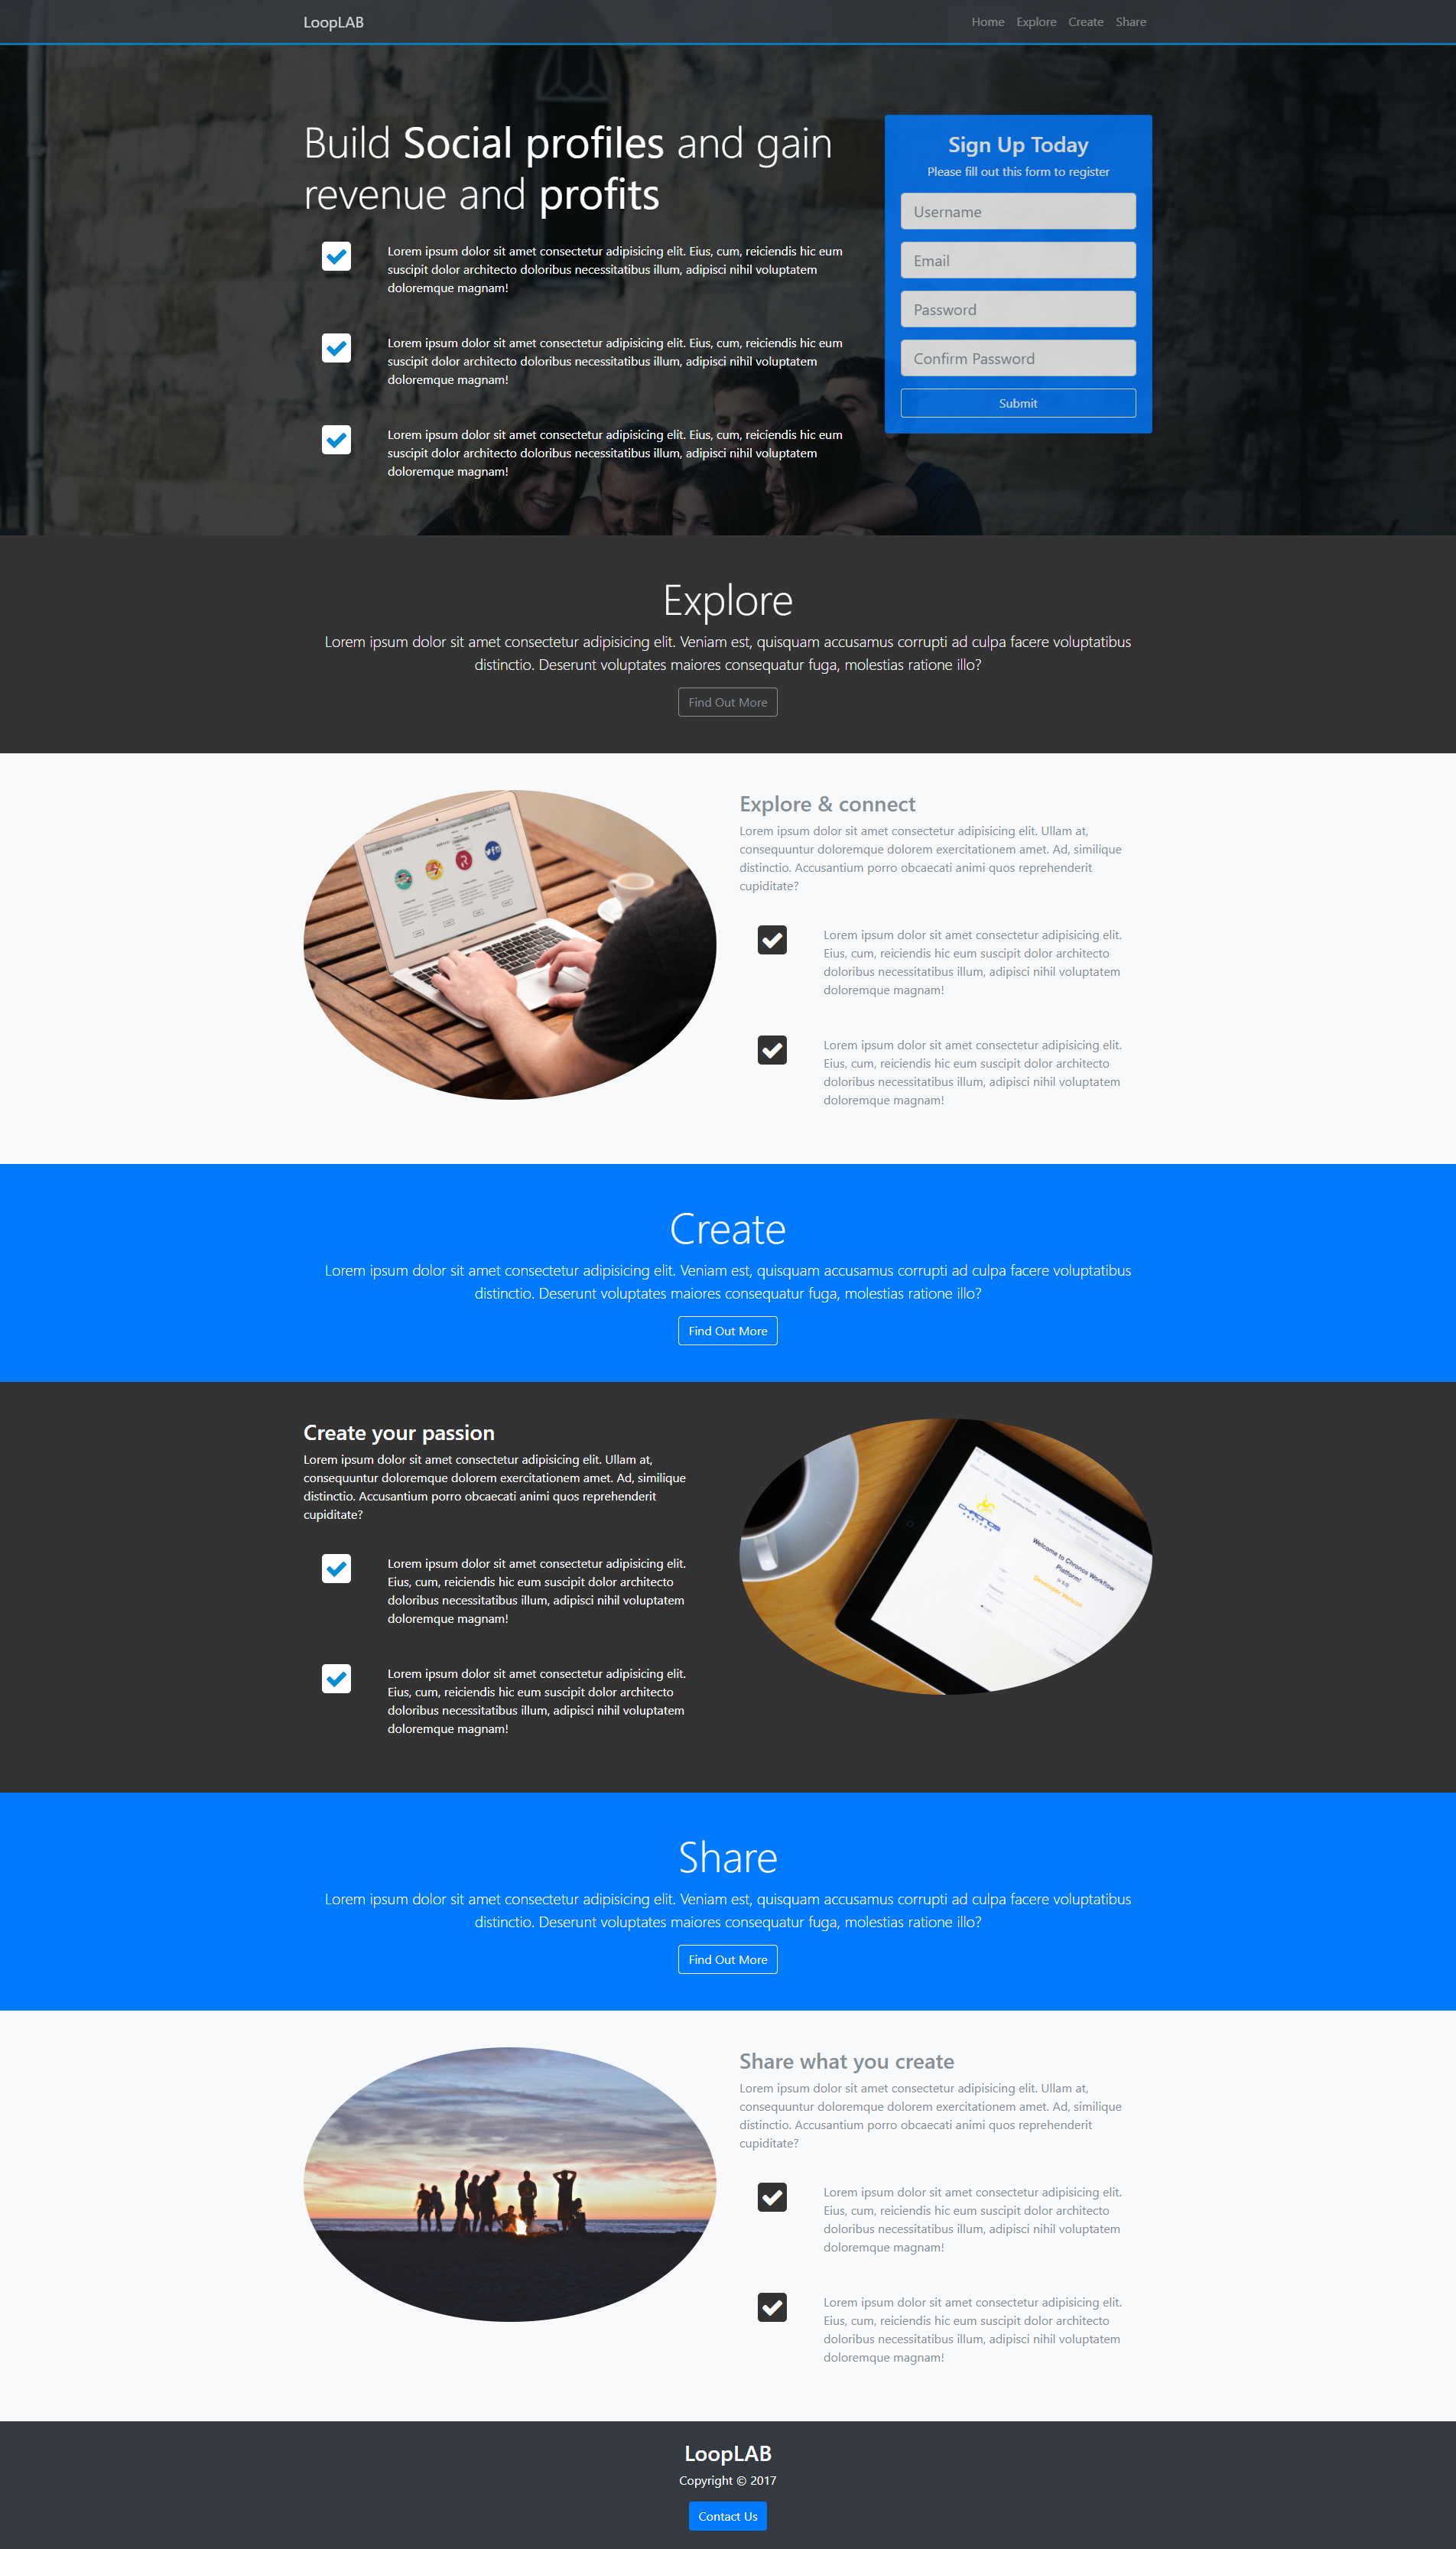 LoopLAB
Home Explore Create Share
Build Social profiles and gain
revenue and profits
Lorem ipsum dolor sit amet consectetur adipisicing elit. Eius, cum, reiciendis hic eum
suscipit dolor architecto doloribus necessitatibus illum, adipisci nihil voluptatem
doloremque magnam!
Lorem ipsum dolor sit amet consectetur adipisicing elit. Eius, cum, reiciendis hic eum
suscipit dolor architecto doloribus necessitatibus illum, adipisci nihil voluptatem
doloremque magnam!
Lorem ipsum dolor sit amet consectetur adipisicing elit. Eius, cum, reiciendis hic eum
suscipit dolor architecto doloribus necessitatibus illum, adipisci nihil voluptatem
doloremque magnam!
Sign Up Today
Please fill out this form to register
Username
Email
Password
Confirm Password
Submit
Explore
Lorem ipsum dolor sit amet consectetur adipisicing elit. Veniam est, quisquam accusamus corrupti ad culpa facere voluptatibus
distinctio. Deserunt voluptates maiores consequatur fuga, molestias ratione illo?
Find Out More
Explore & connect
Lorem ipsum dolor sit amet consectetur adipisicing elit. Ullam at,
consequuntur doloremque dolorem exercitationem amet. Ad, similique
distinctio. Accusantium porro obcaecati animi quos reprehenderit
cupiditate?
Lorem ipsum dolor sit amet consectetur adipisicing elit.
Eius, cum, reiciendis hic eum suscipit dolor architecto
doloribus necessitatibus illum, adipisci nihil voluptatem
doloremque magnam!
Lorem ipsum dolor sit amet consectetur adipisicing elit.
Eius, cum, reiciendis hic eum suscipit dolor architecto
doloribus necessitatibus illum, adipisci nihil voluptatem
doloremque magnam!
Create
Lorem ipsum dolor sit amet consectetur adipisicing elit. Veniam est, quisquam accusamus corrupti ad culpa facere voluptatibus
distinctio. Deserunt voluptates maiores consequatur fuga, molestias ratione illo?
Find Out More
Create your passion
Lorem ipsum dolor sit amet consectetur adipisicing elit. Ullam at,
consequuntur doloremque dolorem exercitationem amet. Ad, similique
distinctio. Accusantium porro obcaecati animi quos reprehenderit
cupiditate?
Lorem ipsum dolor sit amet consectetur adipisicing elit.
Eius, cum, reiciendis hic eum suscipit dolor architecto
doloribus necessitatibus illum, adipisci nihil voluptatem
doloremque magnam!
Lorem ipsum dolor sit amet consectetur adipisicing elit.
Eius, cum, reiciendis hic eum suscipit dolor architecto
doloribus necessitatibus illum, adipisci nihil voluptatem
doloremque magnam!
Welcome to Chronos Workflow
Platform!
Developer Version
Share
Lorem ipsum dolor sit amet consectetur adipisicing elit. Veniam est, quisquam accusamus corrupti ad culpa facere voluptatibus
distinctio. Deserunt voluptates maiores consequatur fuga, molestias ratione illo?
Find Out More
Share what you create
Lorem ipsum dolor sit amet consectetur adipisicing elit. Ullam at,
consequuntur doloremque dolorem exercitationem amet. Ad, similique
distinctio. Accusantium porro obcaecati animi quos reprehenderit
cupiditate?
Lorem ipsum dolor sit amet consectetur adipisicing elit.
Eius, cum, reiciendis hic eum suscipit dolor architecto
doloribus necessitatibus illum, adipisci nihil voluptatem
doloremque magnam!
Lorem ipsum dolor sit amet consectetur adipisicing elit.
Eius, cum, reiciendis hic eum suscipit dolor architecto
doloribus necessitatibus illum, adipisci nihil voluptatem
doloremque magnam!
LoopLAB
Copyright © 2017
Contact Us